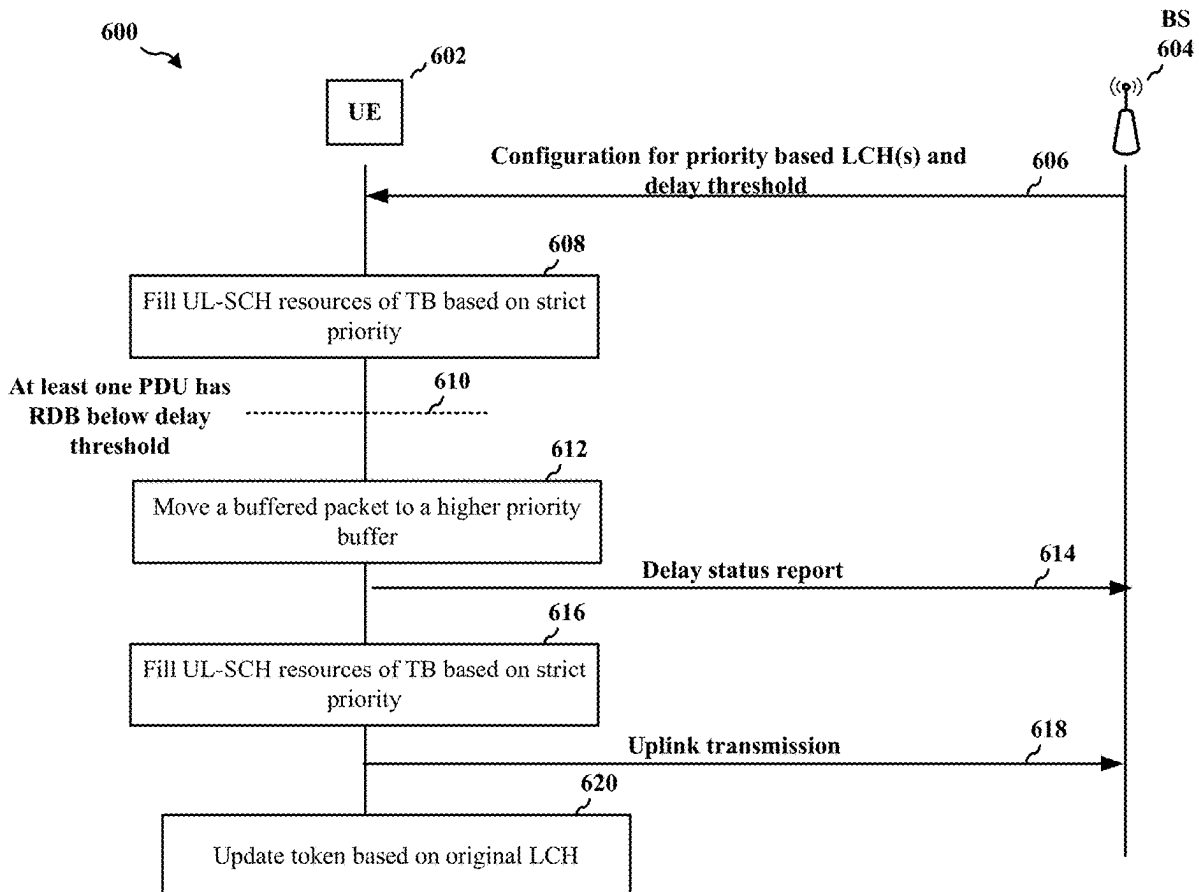 600
602
UE
BS
604
Configuration for priority based LCH(s) and
delay threshold
606
608
Fill UL-SCH resources of TB based on strict
priority
At least one PDU has
RDB below delay
threshold
610
612
Move a buffered packet to a higher priority
buffer
Delay status report
614
616
Fill UL-SCH resources of TB based on strict
priority
Uplink transmission
618
620
Update token based on original LCH